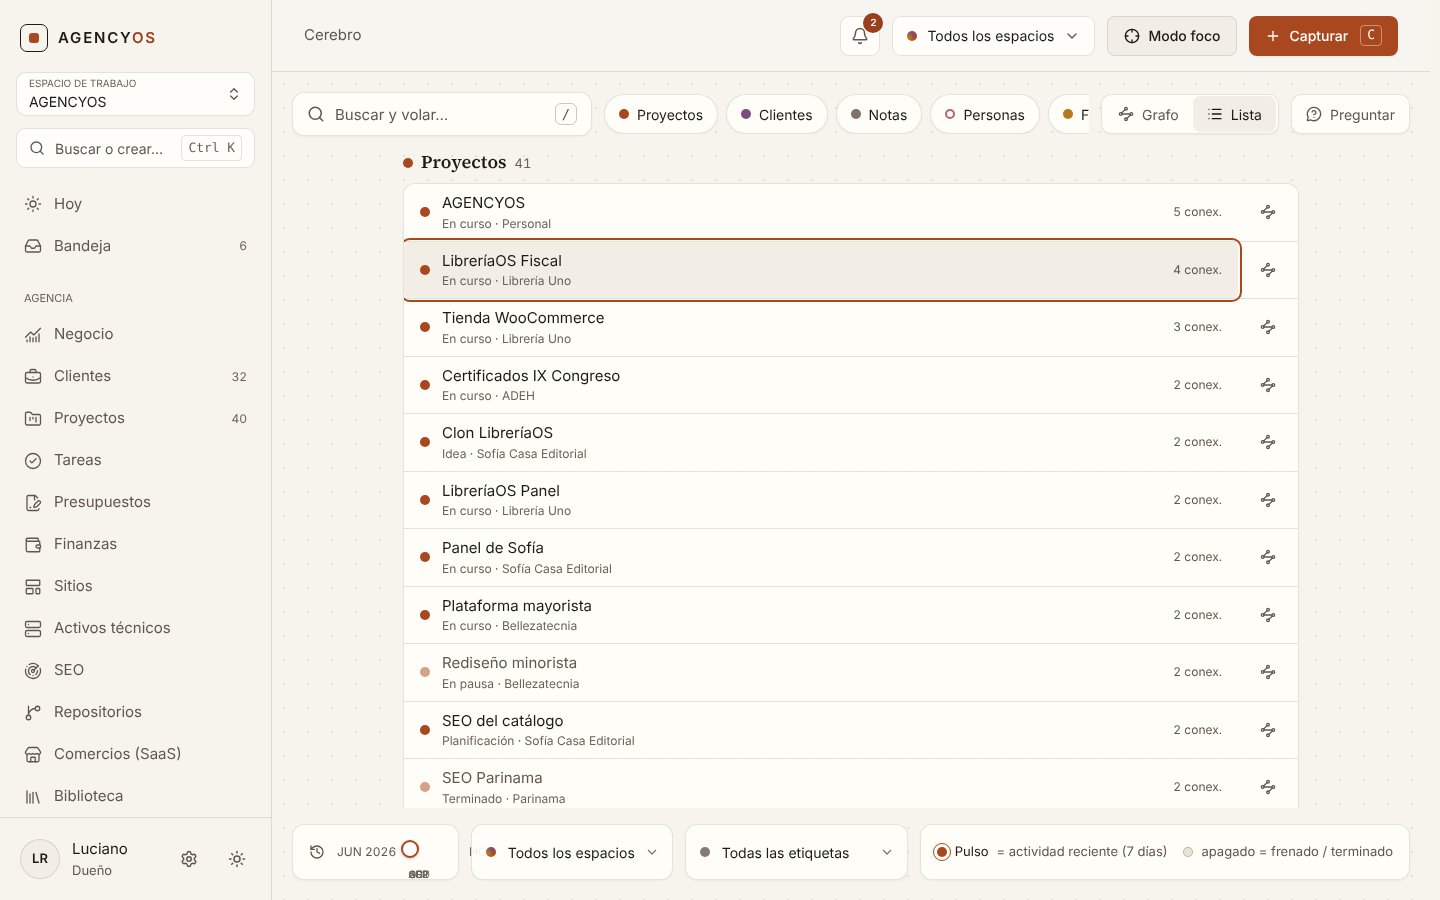 AGENCYOS
ESPACIO DE TRABAJO
AGENCYOS
Buscar o crear... Ctrl K
Hoy
Bandeja 6
AGENCIA
Negocio
Clientes 32
Proyectos 40
Tareas
Presupuestos
Finanzas
Sitios
Activos técnicos
SEO
Repositorios
Comercios (SaaS)
Biblioteca
LR
Luciano
Dueño
Cerebro
2
Todos los espacios
Modo foco
Capturar C
Buscar y volar... /
Proyectos
Clientes
Notas
Personas
F
Grafo
Lista
Preguntar
Proyectos 41
AGENCYOS
En curso · Personal
5 conex.
LibreríaOS Fiscal
En curso · Librería Uno
4 conex.
Tienda WooCommerce
En curso · Librería Uno
3 conex.
Certificados IX Congreso
En curso · ADEH
2 conex.
Clon LibreríaOS
Idea · Sofía Casa Editorial
2 conex.
LibreríaOS Panel
En curso · Librería Uno
2 conex.
Panel de Sofía
En curso · Sofía Casa Editorial
2 conex.
Plataforma mayorista
En curso · Bellezatecnia
2 conex.
Rediseño minorista
En pausa · Bellezatecnia
2 conex.
SEO del catálogo
Planificación · Sofía Casa Editorial
2 conex.
SEO Parinama
Terminado · Parinama
2 conex.
JUN 2026
Todos los espacios
Todas las etiquetas
Pulso = actividad reciente (7 días)
apagado = frenado / terminado